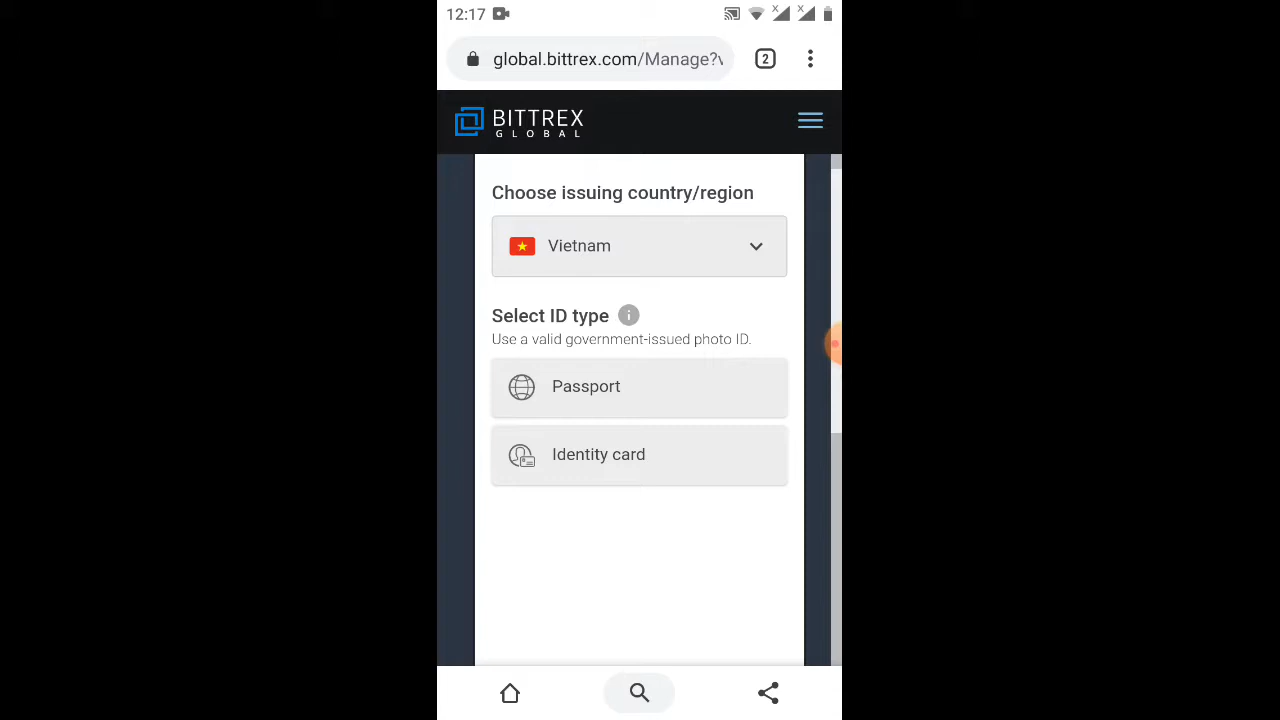 12:17
global.bittrex.com/Manage?v
2
BITTREX
GLOBAL
Choose issuing country/region
Vietnam
Select ID type
Use a valid government-issued photo ID.
Passport
Identity card